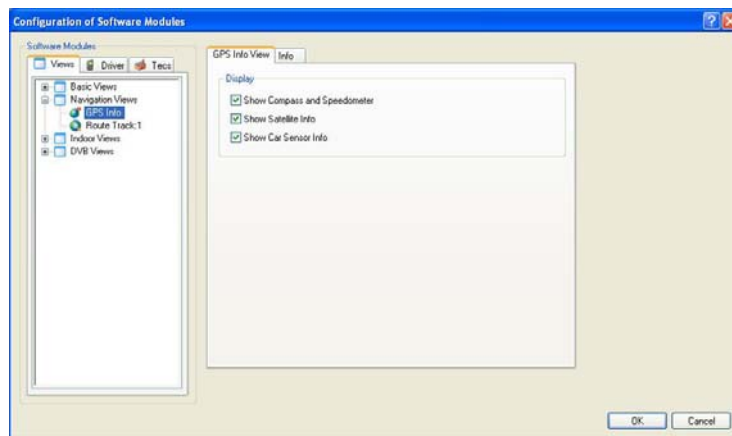 Configuration of Software Modules
Software Modules
Views Driver Tecs
Basic Views
Navigation Views
GPS Info
Route Track:1
Indoor Views
DVB Views
GPS Info View Info
Display
Show Compass and Speedometer
Show Satellite Info
Show Car Sensor Info
OK Cancel